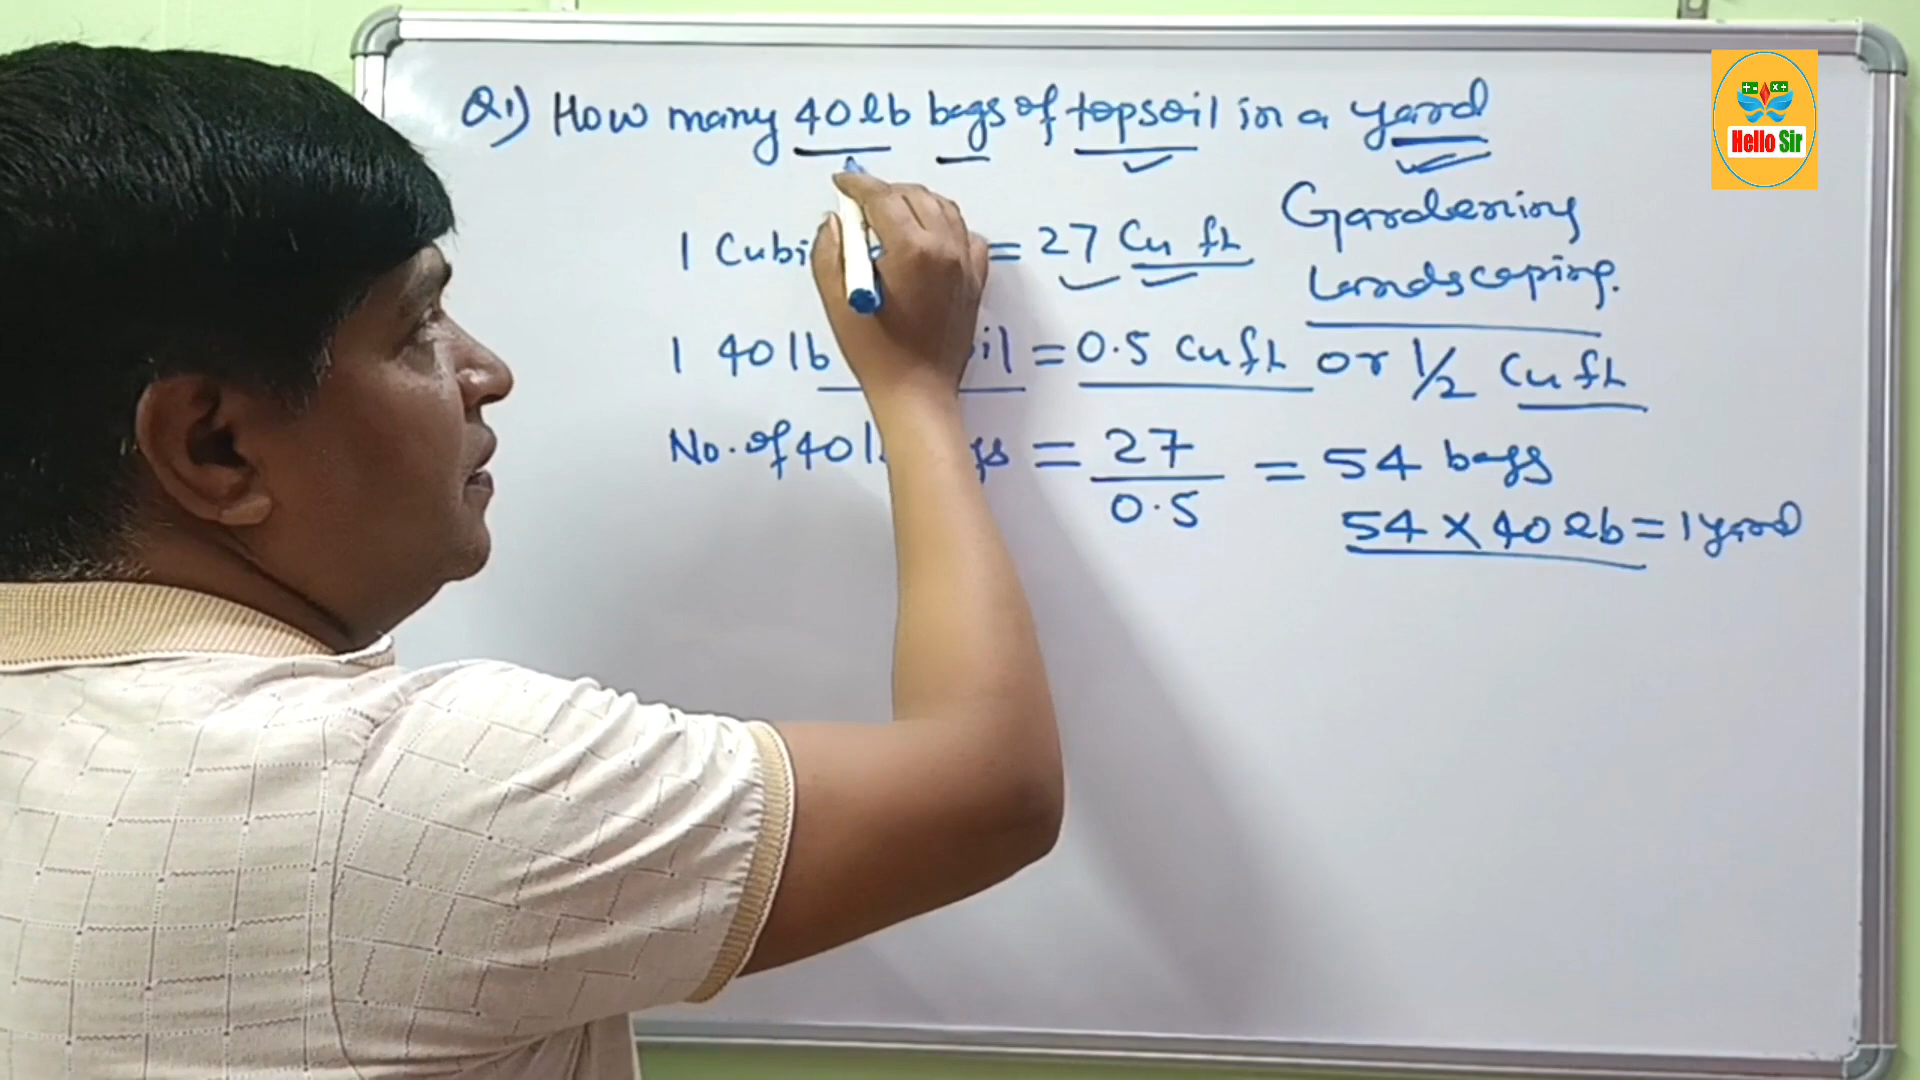 Q1) How many 40 lb bags of topsoil in a yard
1 Cubi = 27 Cu ft
Gardening
Landscaping.
1 40 lb oil = 0.5 Cu ft or 1/2 Cu ft
No. of 40 l gs = 27/0.5 = 54 bags
54 x 40 lb = 1 yard
+ - × ÷
Hello Sir